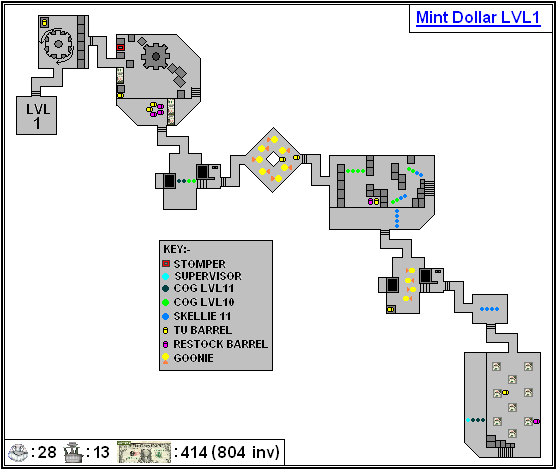 Mint Dollar LVL1
LVL
1
KEY:-
STOMPER
SUPERVISOR
COG LVL11
COG LVL10
SKELLIE 11
TU BARREL
RESTOCK BARREL
GOONIE
:28 :13 :414 (804 inv)